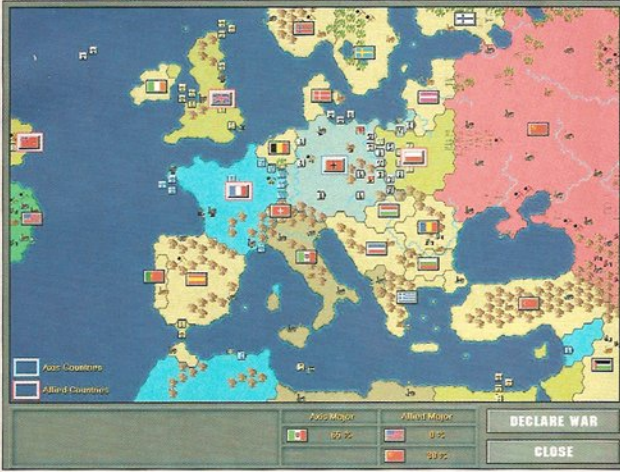 Axis Countries
Allied Countries
Axis Major
Allied Major
DECLARE WAR
CLOSE